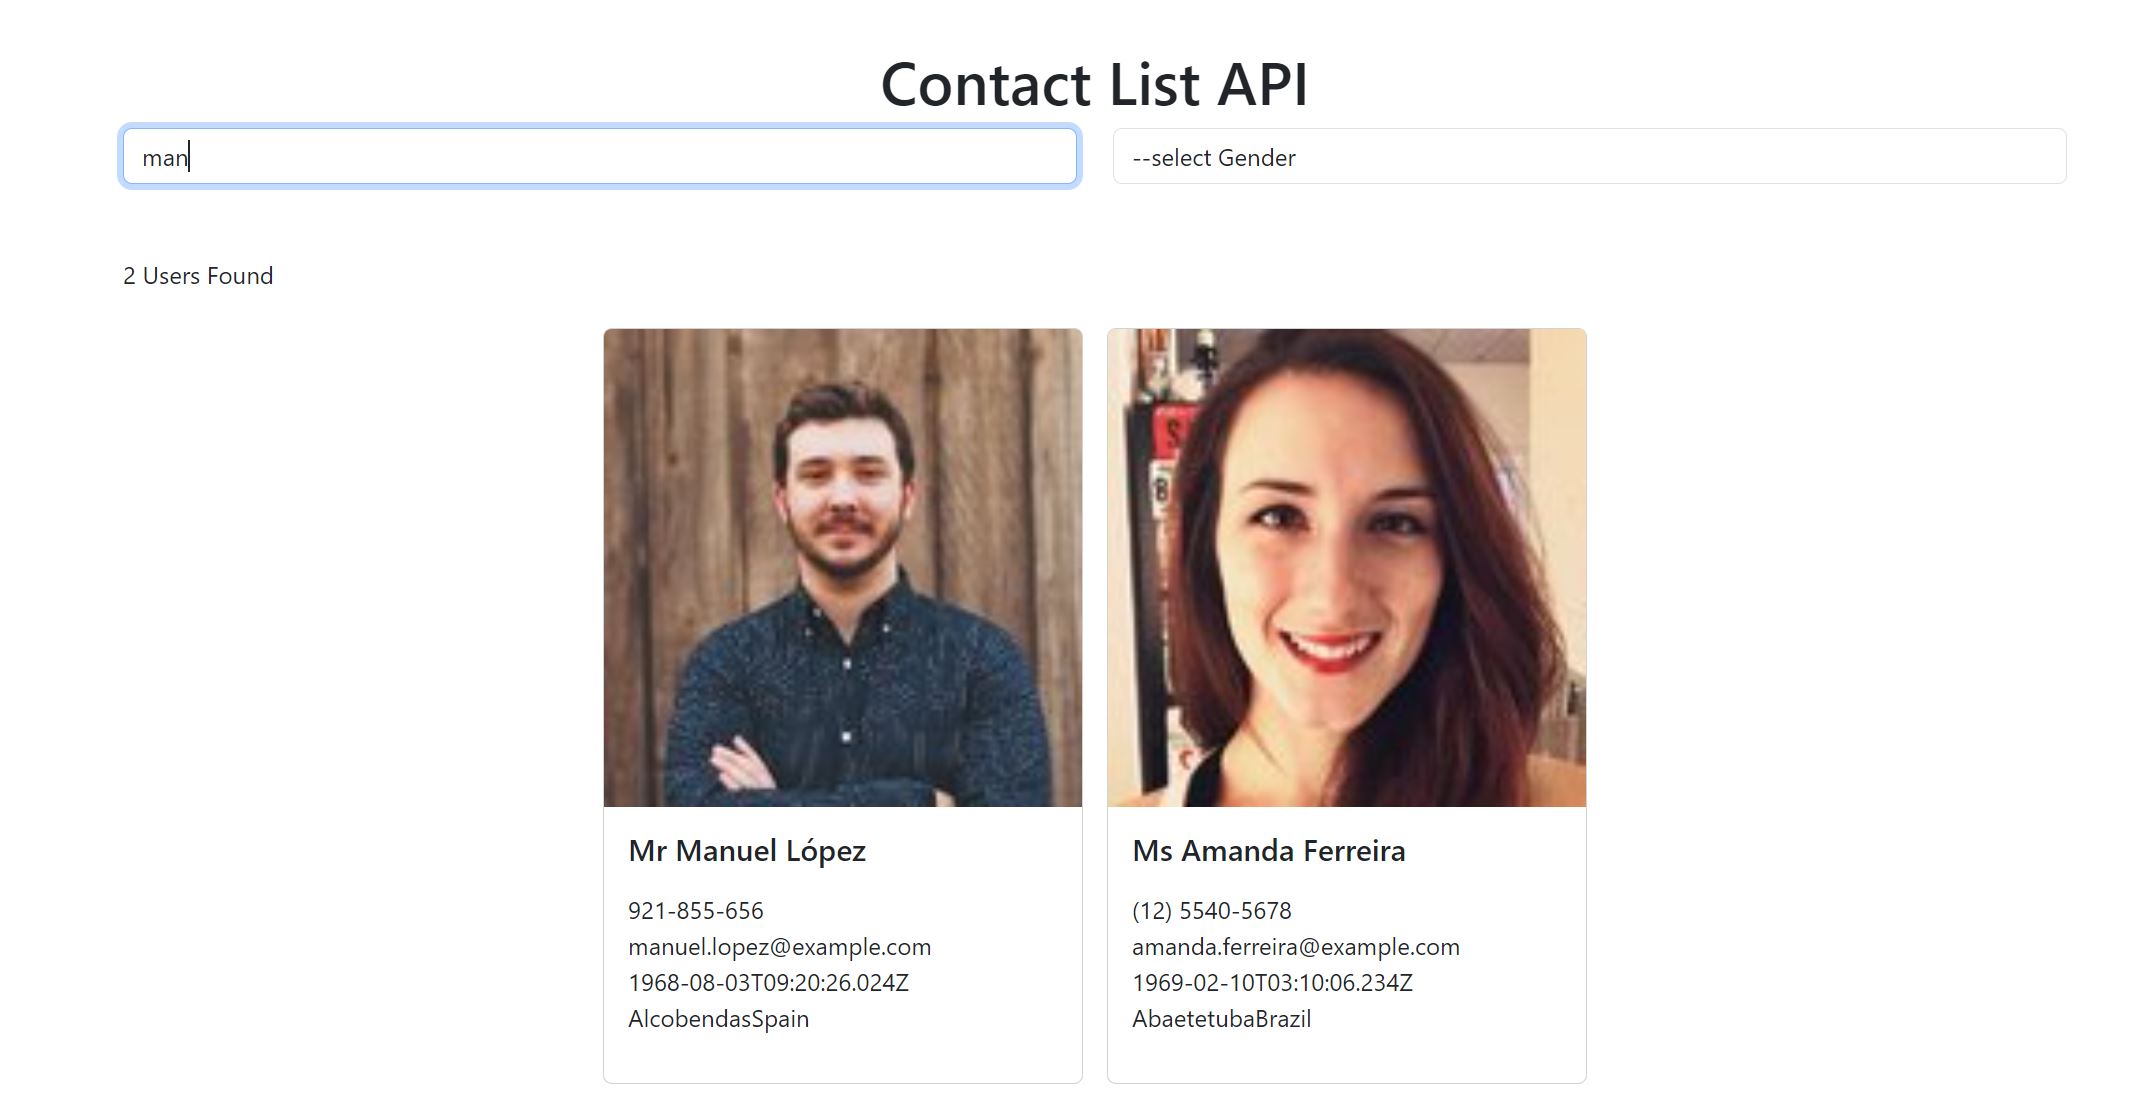 Contact List API
man
--select Gender
2 Users Found
S
8
Mr Manuel López
921-855-656
manuel.lopez@example.com
1968-08-03T09:20:26.024Z
AlcobendasSpain
Ms Amanda Ferreira
(12) 5540-5678
amanda.ferreira@example.com
1969-02-10T03:10:06.234Z
AbaetetubaBrazil